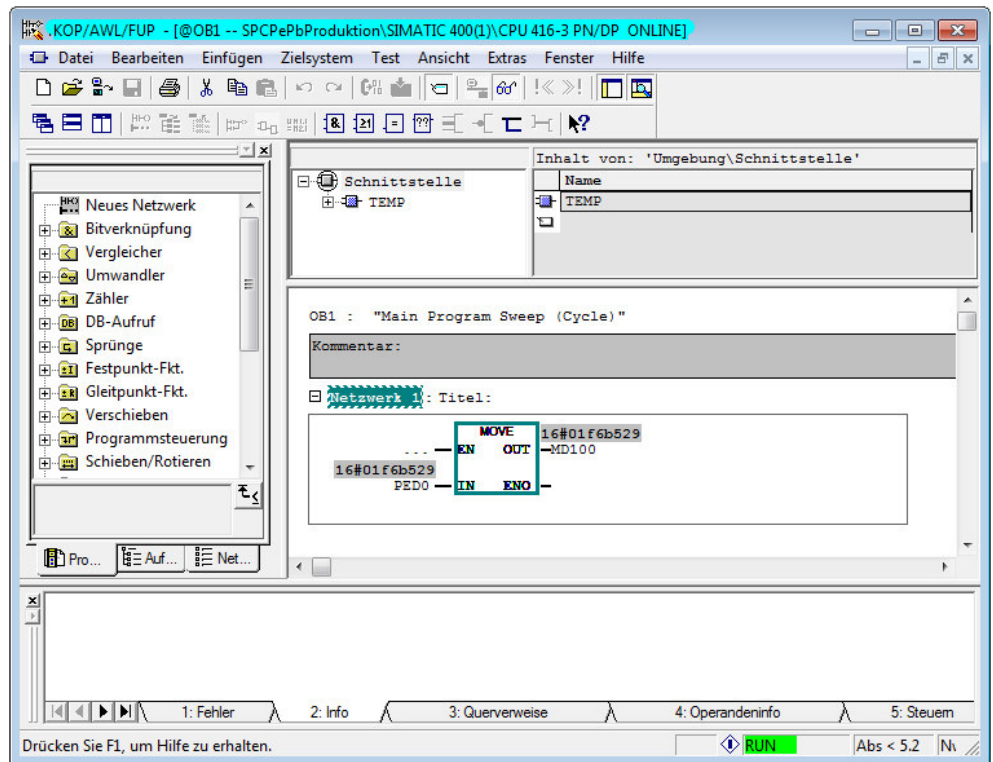 KOP/AWL/FUP - [@OB1 -- SPCPePbProduktion\SIMATIC 400(1)\CPU 416-3 PN/DP ONLINE]
Datei Bearbeiten Einfügen Zielsystem Test Ansicht Extras Fenster Hilfe
Neues Netzwerk
Bitverknüpfung
Vergleicher
Umwandler
Zähler
DB-Aufruf
Sprünge
Festpunkt-Fkt.
Gleitpunkt-Fkt.
Verschieben
Programmsteuerung
Schieben/Rotieren
Pro... Auf... Net...
Schnittstelle
TEMP
Inhalt von: 'Umgebung\Schnittstelle'
Name
TEMP
OB1 : "Main Program Sweep (Cycle)"
Kommentar:
Netzwerk 1: Titel:
MOVE 16#01f6b529
... EN OUT MD100
16#01f6b529
PED0 IN ENO
1: Fehler 2: Info 3: Querverweise 4: Operandeninfo 5: Steuern
Drücken Sie F1, um Hilfe zu erhalten. RUN Abs < 5.2